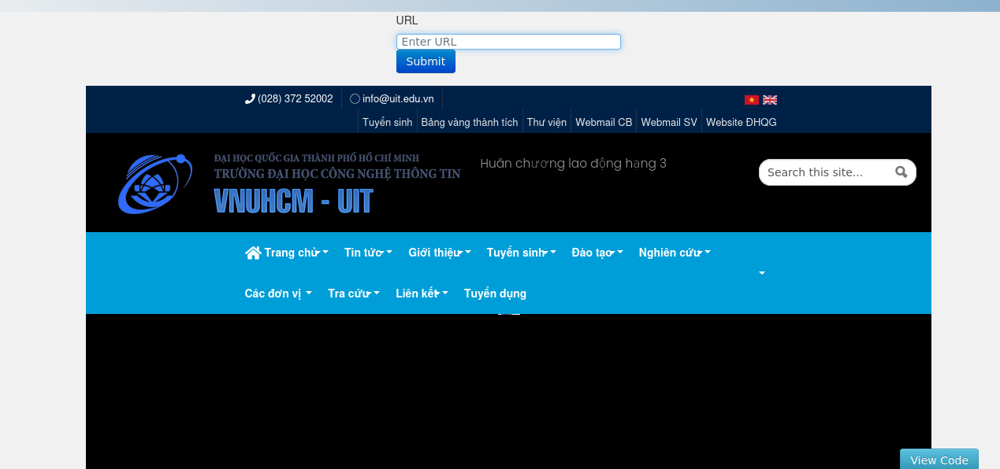 URL
Enter URL
Submit
(028) 372 52002 info@uit.edu.vn
Tuyển sinh Bảng vàng thành tích Thư viện Webmail CB Webmail SV Website ĐHQG
ĐẠI HỌC QUỐC GIA THÀNH PHỐ HỒ CHÍ MINH
TRƯỜNG ĐẠI HỌC CÔNG NGHỆ THÔNG TIN
VNUHCM - UIT
Huân chương lao động hạng 3
Search this site...
Trang chủ Tin tức Giới thiệu Tuyển sinh Đào tạo Nghiên cứu
Các đơn vị Tra cứu Liên kết Tuyển dụng
View Code